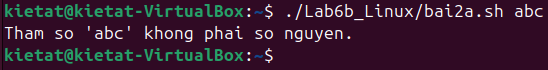 kietat@kietat-VirtualBox:~$ ./Lab6b_Linux/bai2a.sh abc
Tham so 'abc' khong phai so nguyen.
kietat@kietat-VirtualBox:~$